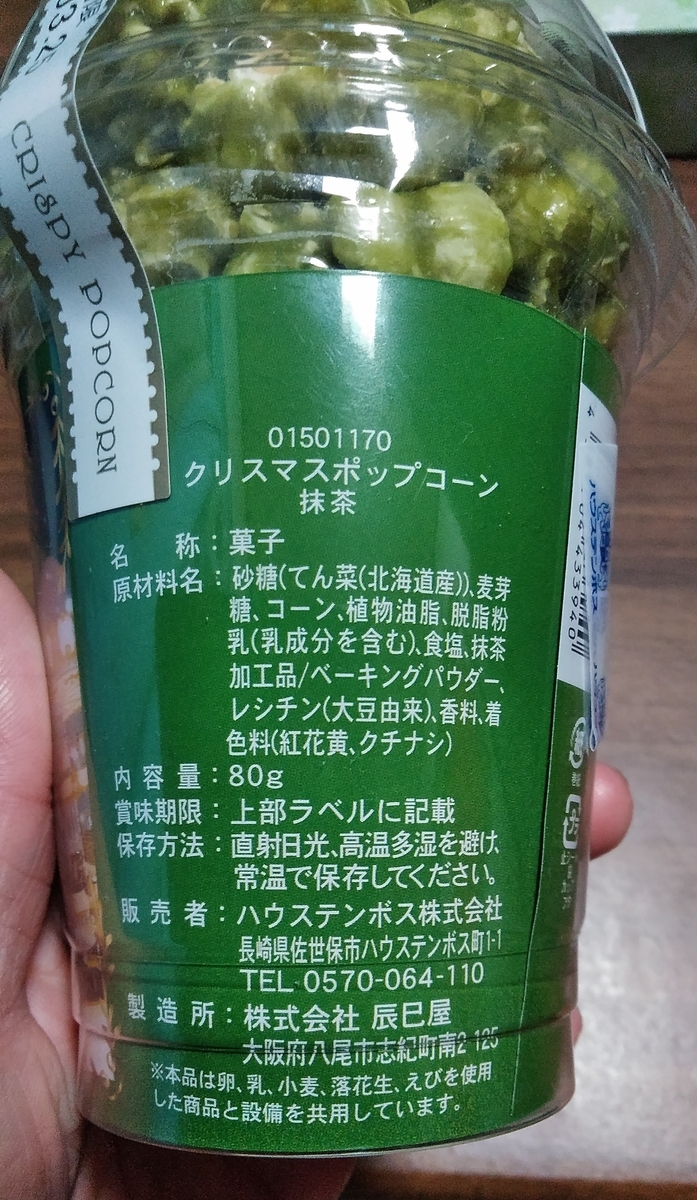 03.25
CRISPY POPCORN
01501170
クリスマスポップコーン
抹茶
名 称：菓子
原材料名：砂糖(てん菜(北海道産))、麦芽
糖、コーン、植物油脂、脱脂粉
乳(乳成分を含む)、食塩、抹茶
加工品/ベーキングパウダー、
レシチン(大豆由来)、香料、着
色料(紅花黄、クチナシ)
内容量：80g
賞味期限：上部ラベルに記載
保存方法：直射日光、高温多湿を避け、
常温で保存してください。
販売者：ハウステンボス株式会社
長崎県佐世保市ハウステンボス町1-1
TEL 0570-064-110
製造所：株式会社 辰巳屋
大阪府八尾市志紀町南2-125
※本品は卵、乳、小麦、落花生、えびを使用
した商品と設備を共用しています。
ハウステンボス